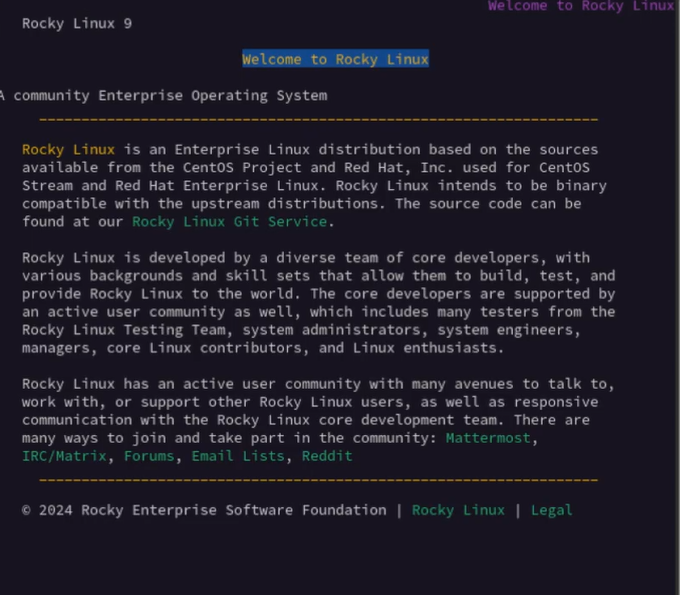 Welcome to Rocky Linux
Rocky Linux 9
Welcome to Rocky Linux
A community Enterprise Operating System
Rocky Linux is an Enterprise Linux distribution based on the sources
available from the CentOS Project and Red Hat, Inc. used for CentOS
Stream and Red Hat Enterprise Linux. Rocky Linux intends to be binary
compatible with the upstream distributions. The source code can be
found at our Rocky Linux Git Service.
Rocky Linux is developed by a diverse team of core developers, with
various backgrounds and skill sets that allow them to build, test, and
provide Rocky Linux to the world. The core developers are supported by
an active user community as well, which includes many testers from the
Rocky Linux Testing Team, system administrators, system engineers,
managers, core Linux contributors, and Linux enthusiasts.
Rocky Linux has an active user community with many avenues to talk to,
work with, or support other Rocky Linux users, as well as responsive
communication with the Rocky Linux core development team. There are
many ways to join and take part in the community: Mattermost,
IRC/Matrix, Forums, Email Lists, Reddit
© 2024 Rocky Enterprise Software Foundation | Rocky Linux | Legal